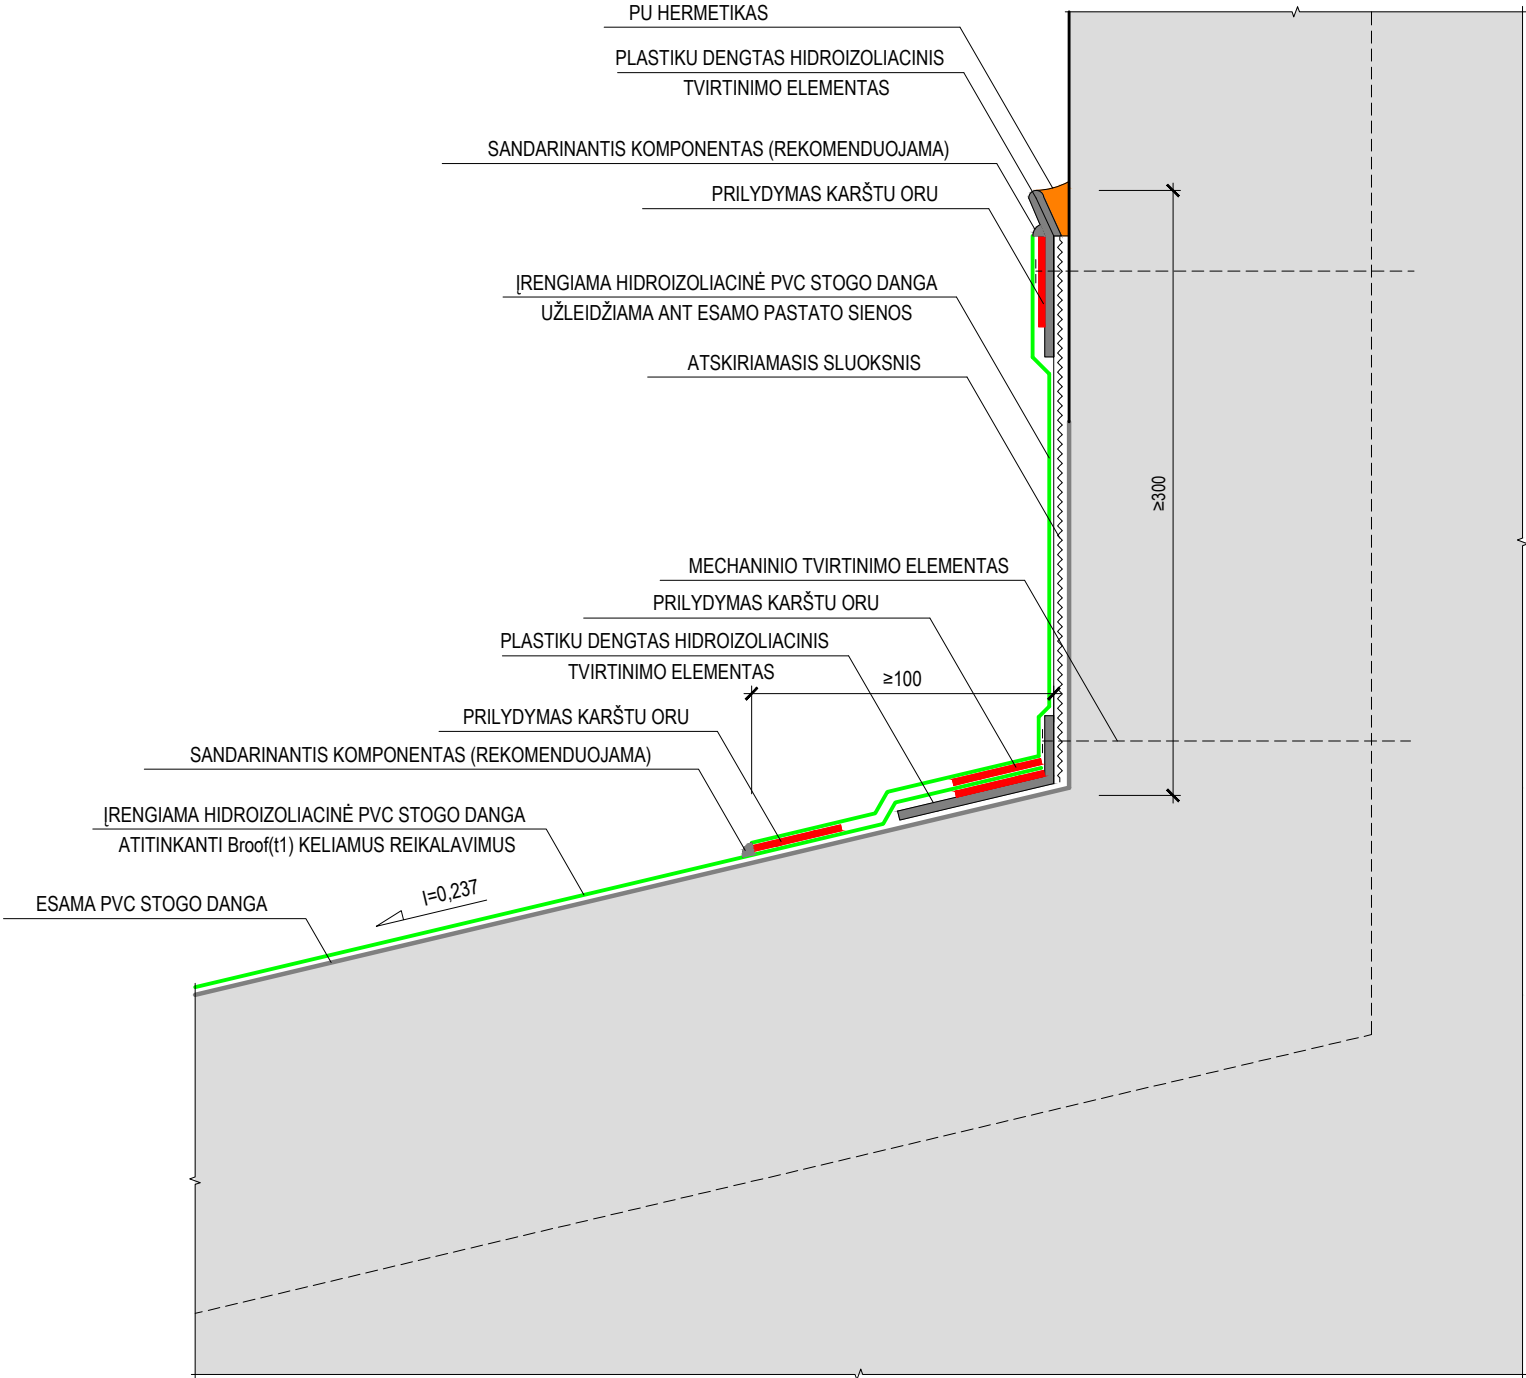 PU HERMETIKAS
PLASTIKU DENGTAS HIDROIZOLIACINIS
TVIRTINIMO ELEMENTAS
SANDARINANTIS KOMPONENTAS (REKOMENDUOJAMA)
PRILYDYMAS KARŠTU ORU
ĮRENGIAMA HIDROIZOLIACINĖ PVC STOGO DANGA
UŽLEIDŽIAMA ANT ESAMO PASTATO SIENOS
ATSKIRIAMASIS SLUOKSNIS
≥300
MECHANINIO TVIRTINIMO ELEMENTAS
PRILYDYMAS KARŠTU ORU
PLASTIKU DENGTAS HIDROIZOLIACINIS
TVIRTINIMO ELEMENTAS
≥100
PRILYDYMAS KARŠTU ORU
SANDARINANTIS KOMPONENTAS (REKOMENDUOJAMA)
ĮRENGIAMA HIDROIZOLIACINĖ PVC STOGO DANGA
ATITINKANTI Broof(t1) KELIAMUS REIKALAVIMUS
I=0,237
ESAMA PVC STOGO DANGA